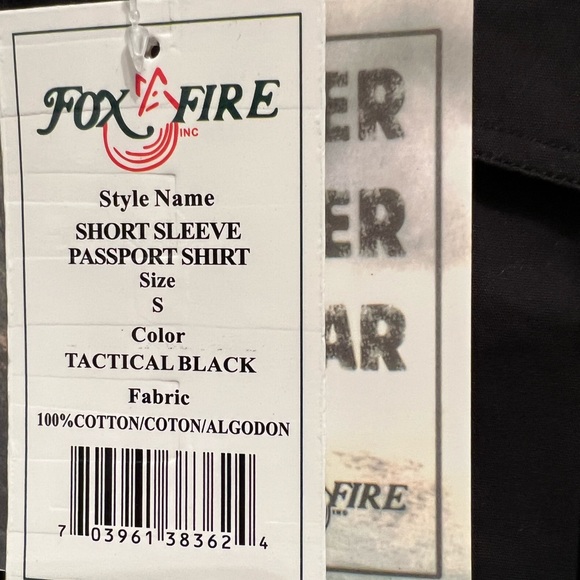 FOX FIRE
INC
Style Name
SHORT SLEEVE
PASSPORT SHIRT
Size
S
Color
TACTICAL BLACK
Fabric
100%COTTON/COTON/ALGODON
7 03961 38362 4
ER
ER
AR
FIRE
INC